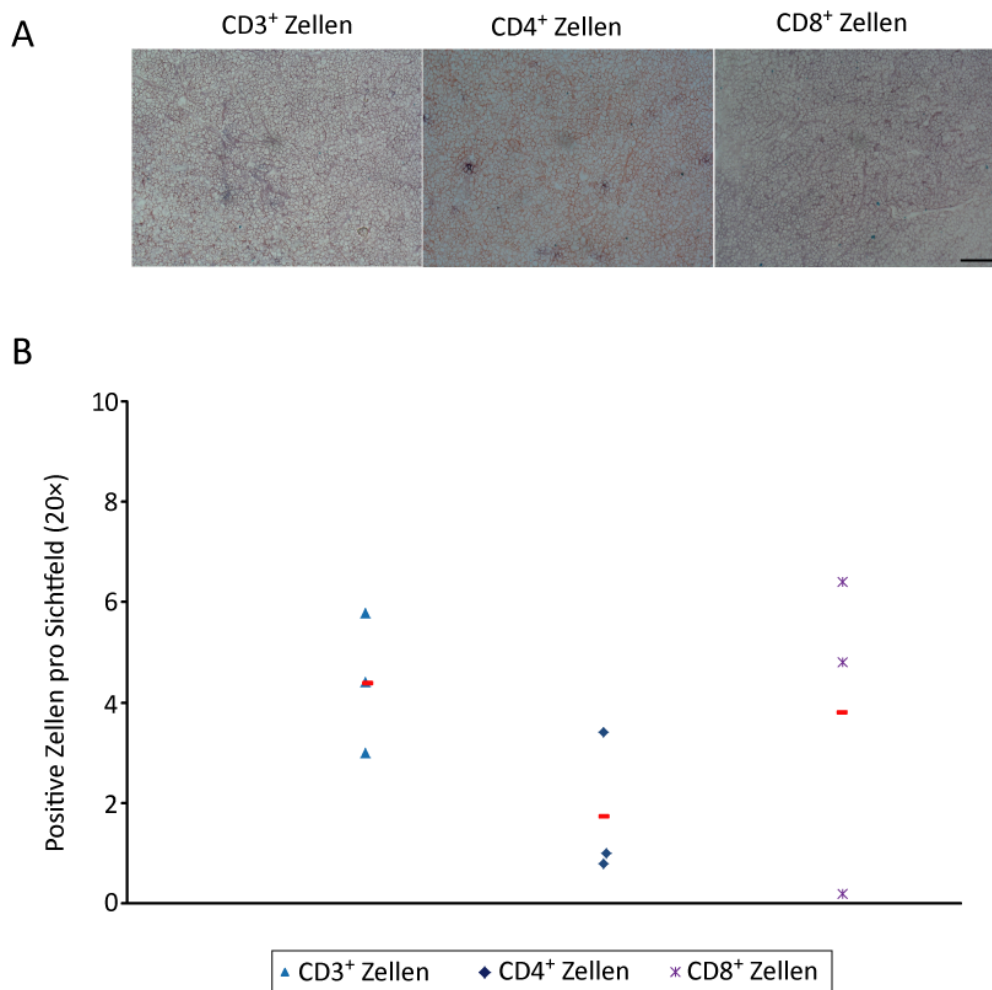 A
CD3⁺ Zellen CD4⁺ Zellen CD8⁺ Zellen
B
Positive Zellen pro Sichtfeld (20×)
10
8
6
4
2
0
CD3⁺ Zellen CD4⁺ Zellen CD8⁺ Zellen